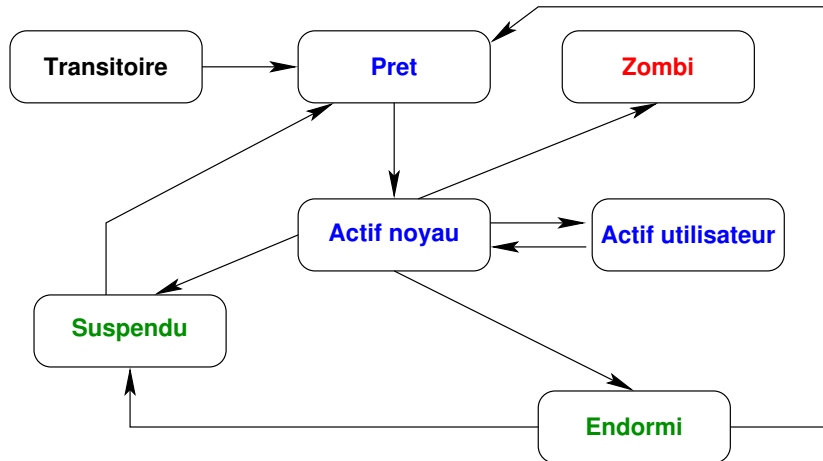 Transitoire
Pret
Zombi
Actif noyau
Actif utilisateur
Suspendu
Endormi